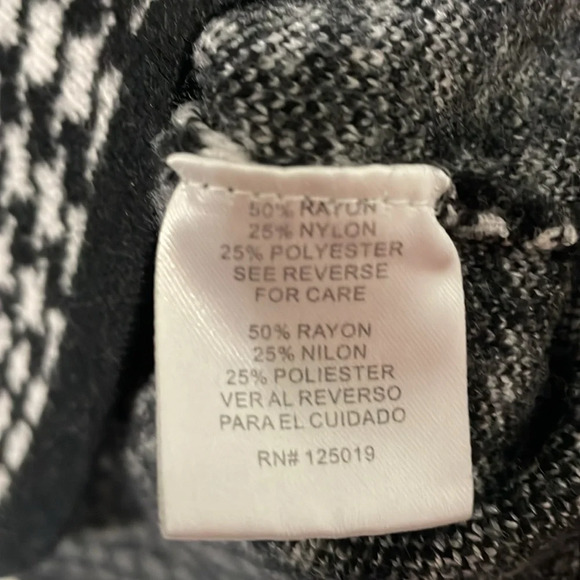 50% RAYON
25% NYLON
25% POLYESTER
SEE REVERSE
FOR CARE
50% RAYON
25% NILON
25% POLIESTER
VER AL REVERSO
PARA EL CUIDADO
RN# 125019